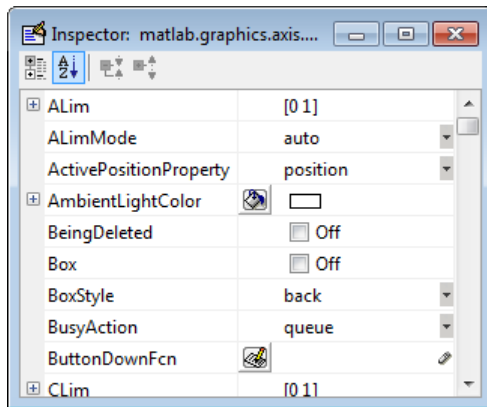 Inspector: matlab.graphics.axis....
ALim [0 1]
ALimMode auto
ActivePositionProperty position
AmbientLightColor
BeingDeleted Off
Box Off
BoxStyle back
BusyAction queue
ButtonDownFcn
CLim [0 1]